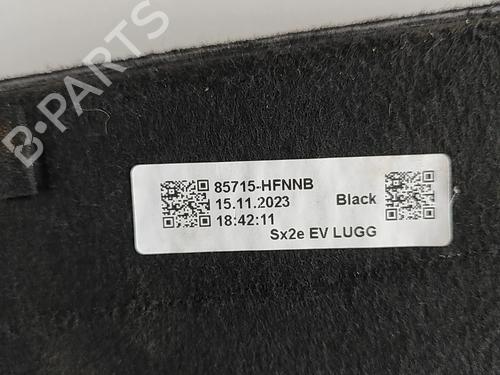 B-PARTS
85715-HFNNB
15.11.2023 Black
18:42:11
Sx2e EV LUGG